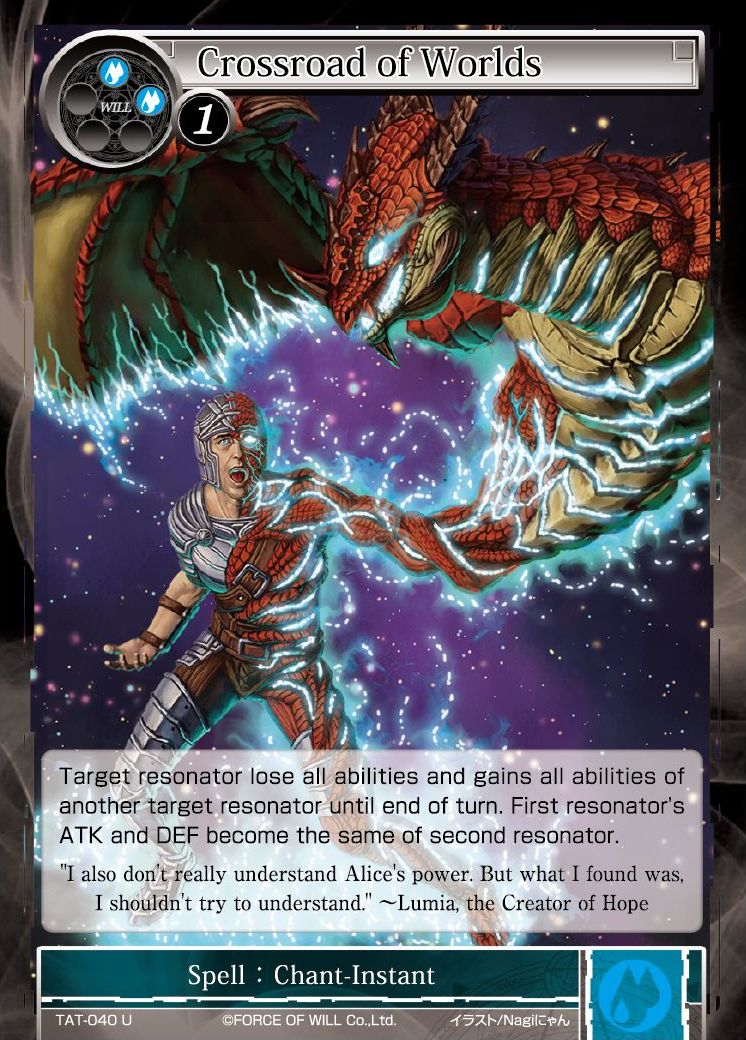 Crossroad of Worlds
WILL
1
Target resonator lose all abilities and gains all abilities of
another target resonator until end of turn. First resonator's
ATK and DEF become the same of second resonator.
"I also don't really understand Alice's power. But what I found was,
I shouldn't try to understand." ～Lumia, the Creator of Hope
Spell : Chant-Instant
TAT-040 U ©FORCE OF WILL Co.,Ltd. イラスト/Nagiにゃん